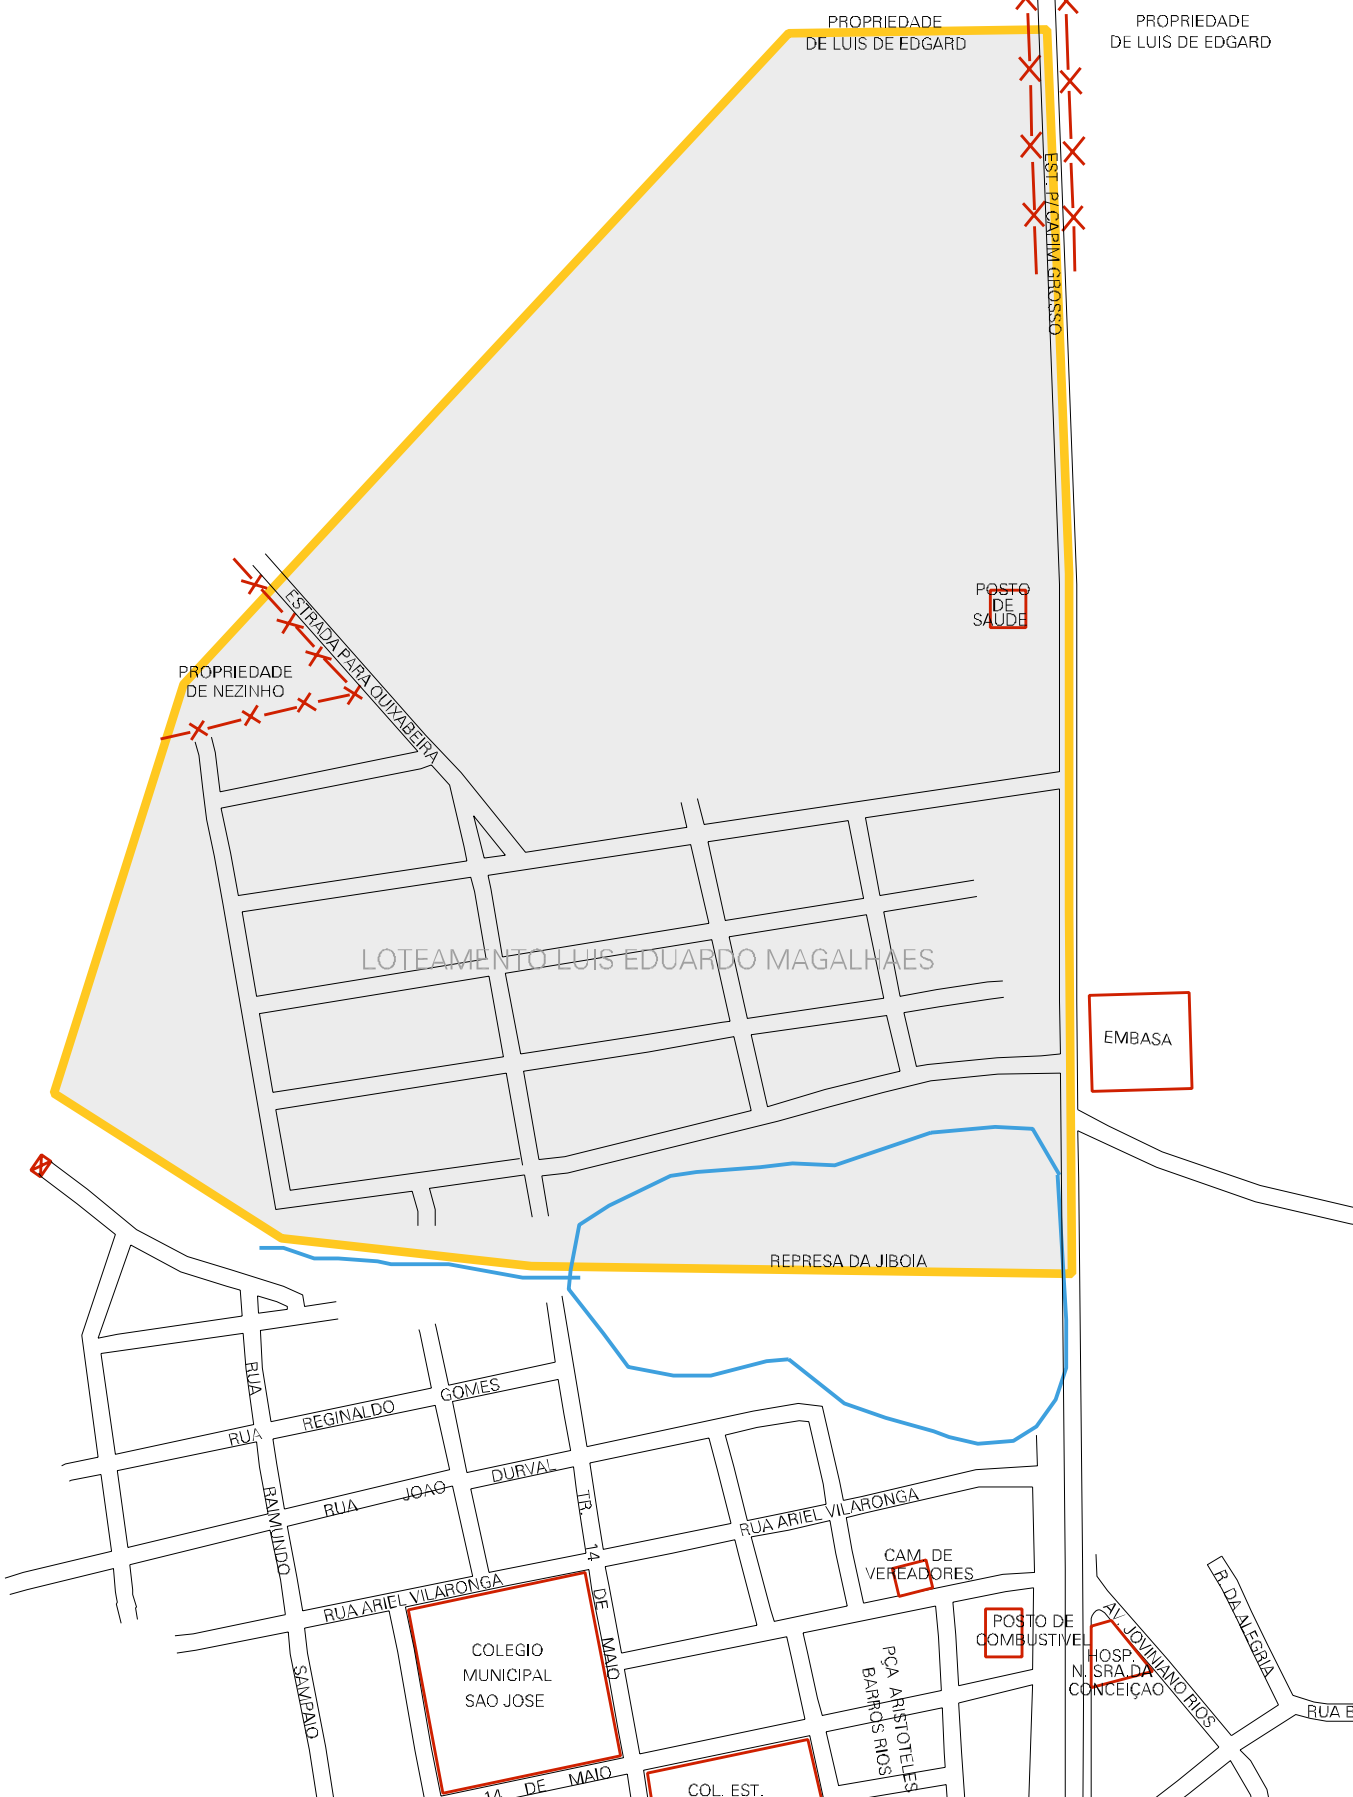 PROPRIEDADE
DE LUIS DE EDGARD
PROPRIEDADE
DE LUIS DE EDGARD
EST. P/ CAPIM GROSSO
POSTO
DE
SAUDE
ESTRADA PARA QUIXABEIRA
PROPRIEDADE
DE NEZINHO
LOTEAMENTO LUIS EDUARDO MAGALHAES
EMBASA
REPRESA DA JIBOIA
RUA RAIMUNDO SAMPAIO
RUA REGINALDO GOMES
RUA JOAO DURVAL
TR. 14 DE MAIO
RUA ARIEL VILARONGA
RUA ARIEL VILARONGA
CAM. DE
VEREADORES
POSTO DE
COMBUSTIVEL
HOSP.
N. SRA.DA
CONCEIÇAO
AV. JOVINIANO RIOS
R. DA ALEGRIA
RUA B
COLEGIO
MUNICIPAL
SAO JOSE
PÇA ARISTOTELES
BARROS RIOS
14 DE MAIO
COL. EST.